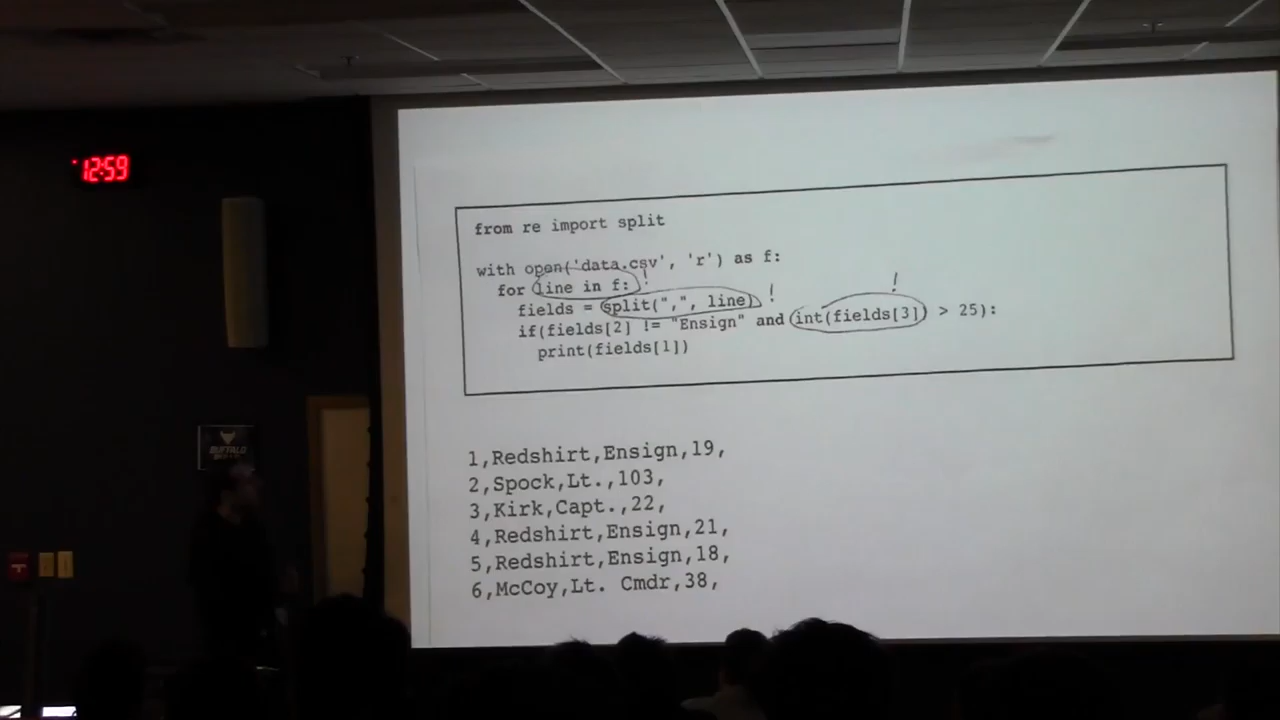 12:59
from re import split
with open('data.csv', 'r') as f:
for line in f:
fields = split(",", line)
if(fields[2] != "Ensign" and int(fields[3]) > 25):
print(fields[1])
! ! !
1,Redshirt,Ensign,19,
2,Spock,Lt.,103,
3,Kirk,Capt.,22,
4,Redshirt,Ensign,21,
5,Redshirt,Ensign,18,
6,McCoy,Lt. Cmdr,38,
BUFFALO